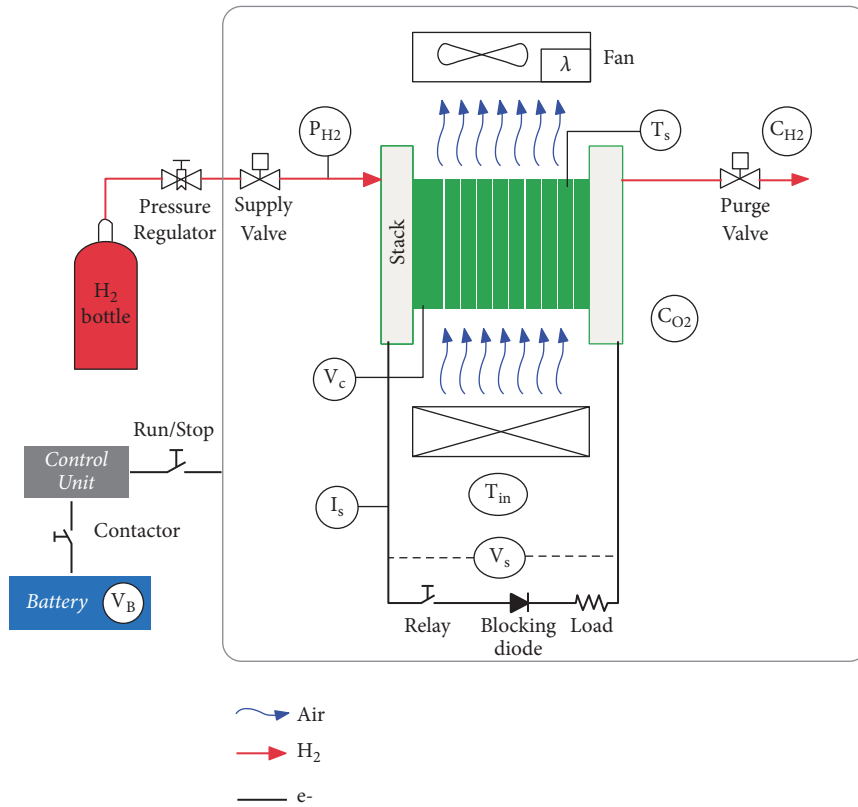 λ
Fan
P_H2
T_s
C_H2
Pressure
Regulator
Supply
Valve
Purge
Valve
Stack
H₂
bottle
C_O2
V_c
Run/Stop
Control
Unit
T_in
I_s
Contactor
V_s
Battery
V_B
Relay
Blocking
diode
Load
Air
H₂
e-